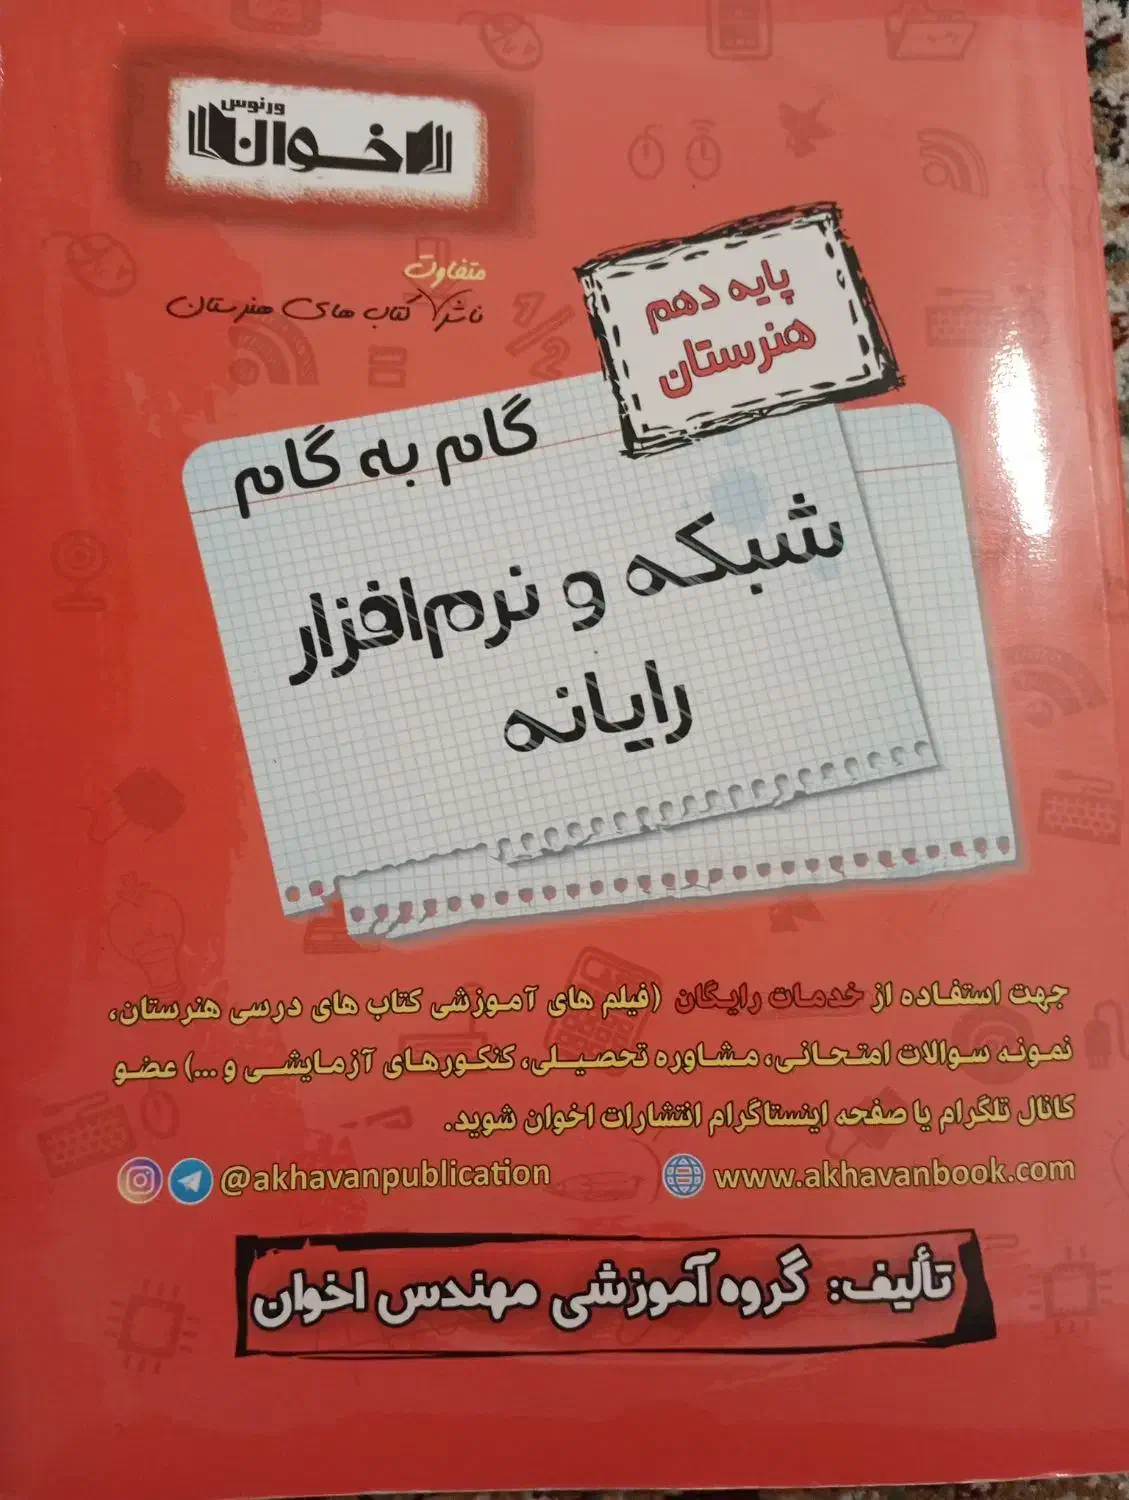 ورنوس
اخوان
متفاوت
ناشر کتاب های هنرستان
پایه دهم
هنرستان
گام به گام
شبکه و نرم‌افزار
رایانه
جهت استفاده از خدمات رایگان (فیلم های آموزشی کتاب های درسی هنرستان،
نمونه سوالات امتحانی، مشاوره تحصیلی، کنکورهای آزمایشی و ...) عضو
کانال تلگرام یا صفحه اینستاگرام انتشارات اخوان شوید.
@akhavanpublication
www.akhavanbook.com
تألیف: گروه آموزشی مهندس اخوان